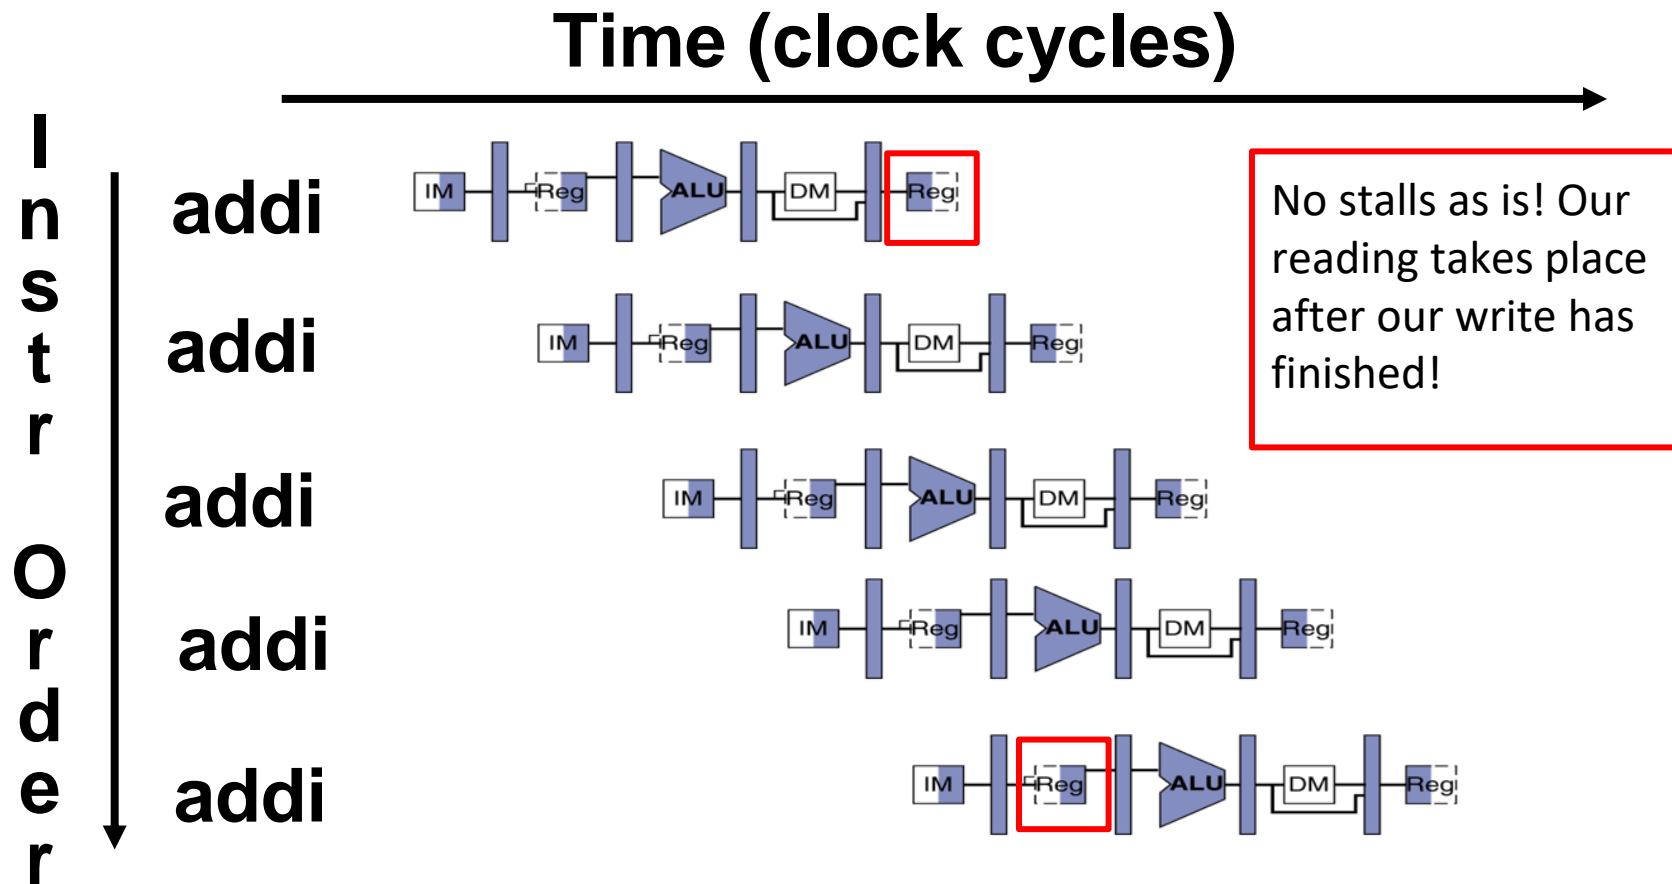 Time (clock cycles)
Instr Order
addi IM Reg ALU DM Reg
addi IM Reg ALU DM Reg
addi IM Reg ALU DM Reg
addi IM Reg ALU DM Reg
addi IM Reg ALU DM Reg
No stalls as is! Our
reading takes place
after our write has
finished!